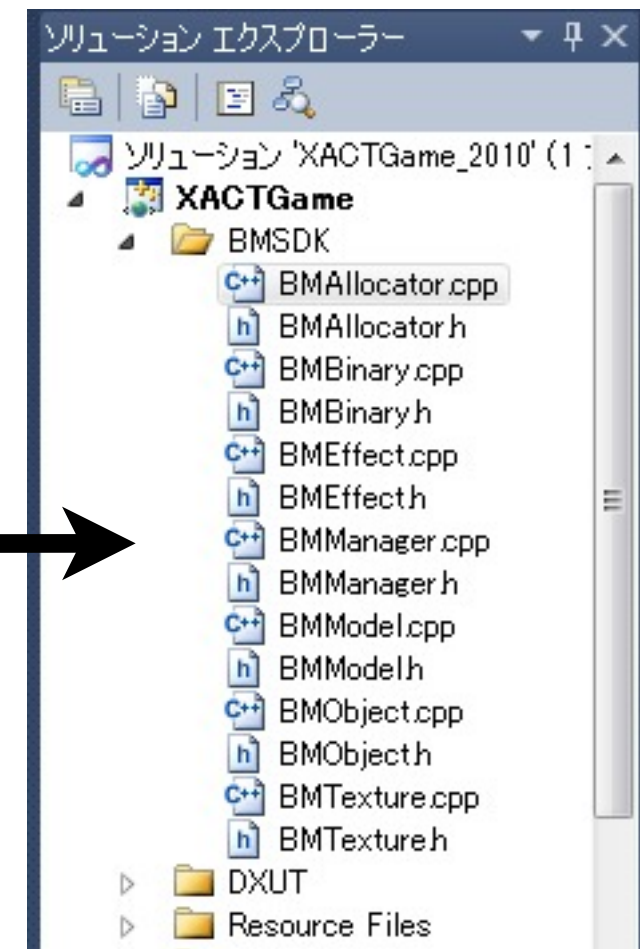 ソリューション エクスプローラー
ソリューション 'XACTGame_2010' (1
XACTGame
BMSDK
BMAllocator.cpp
BMAllocator.h
BMBinary.cpp
BMBinary.h
BMEffect.cpp
BMEffect.h
BMManager.cpp
BMManager.h
BMModel.cpp
BMModel.h
BMObject.cpp
BMObject.h
BMTexture.cpp
BMTexture.h
DXUT
Resource Files